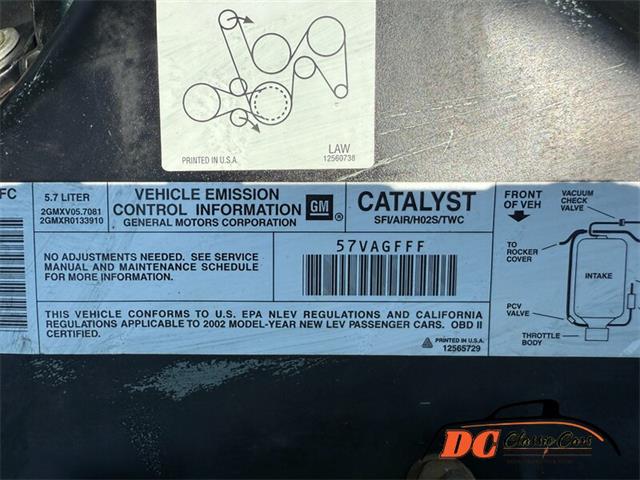 LAW
PRINTED IN U.S.A.
12560738
FC
5.7 LITER
2GMXV05.7081
2GMXR0133910
VEHICLE EMISSION
CONTROL INFORMATION
GENERAL MOTORS CORPORATION
GM
CATALYST
SFI/AIR/H02S/TWC
NO ADJUSTMENTS NEEDED. SEE SERVICE
MANUAL AND MAINTENANCE SCHEDULE
FOR MORE INFORMATION.
57VAGFFF
THIS VEHICLE CONFORMS TO U.S. EPA NLEV REGULATIONS AND CALIFORNIA
REGULATIONS APPLICABLE TO 2002 MODEL-YEAR NEW LEV PASSENGER CARS. OBD II
CERTIFIED.
PRINTED IN U.S.A.
12565729
FRONT
OF VEH
VACUUM
CHECK
VALVE
TO
ROCKER
COVER
INTAKE
PCV
VALVE
THROTTLE
BODY
DC Classic Cars